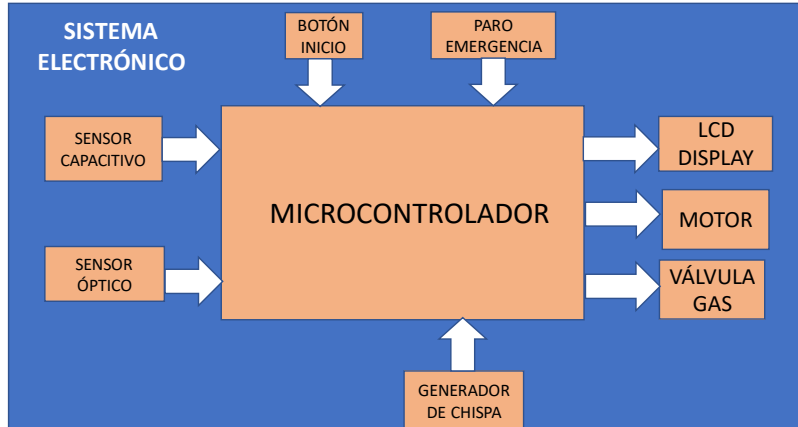 SISTEMA
ELECTRÓNICO
BOTÓN
INICIO
PARO
EMERGENCIA
SENSOR
CAPACITIVO
LCD
DISPLAY
MICROCONTROLADOR
MOTOR
SENSOR
ÓPTICO
VÁLVULA
GAS
GENERADOR
DE CHISPA